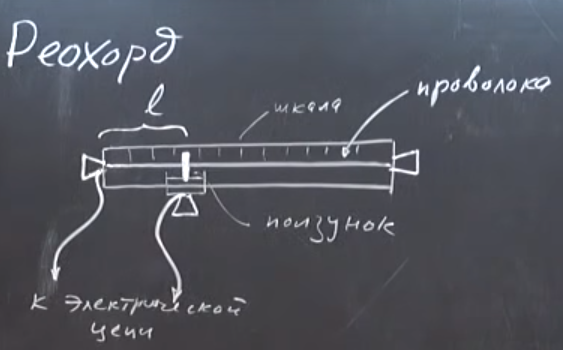 Реохорд
l
шкала
проволока
ползунок
к электрической
цепи